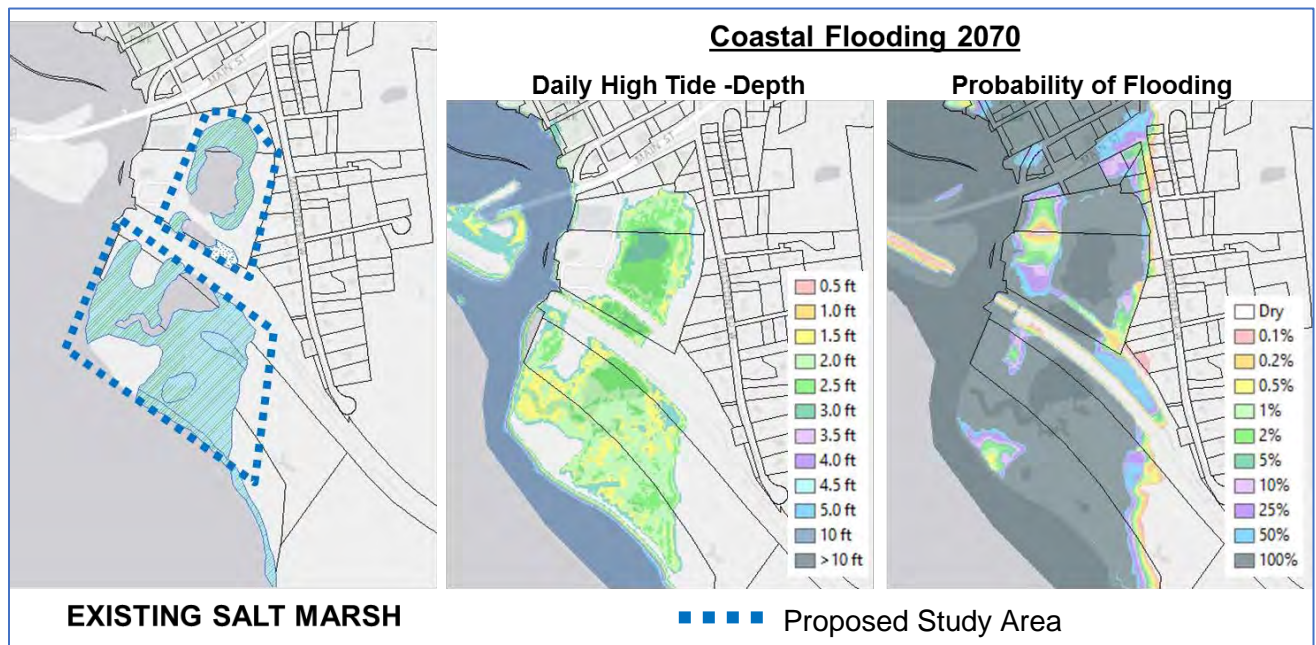 Coastal Flooding 2070
Daily High Tide -Depth
Probability of Flooding
MAIN ST
MAIN ST
0.5 ft
1.0 ft
1.5 ft
2.0 ft
2.5 ft
3.0 ft
3.5 ft
4.0 ft
4.5 ft
5.0 ft
10 ft
>10 ft
Dry
0.1%
0.2%
0.5%
1%
2%
5%
10%
25%
50%
100%
EXISTING SALT MARSH
Proposed Study Area